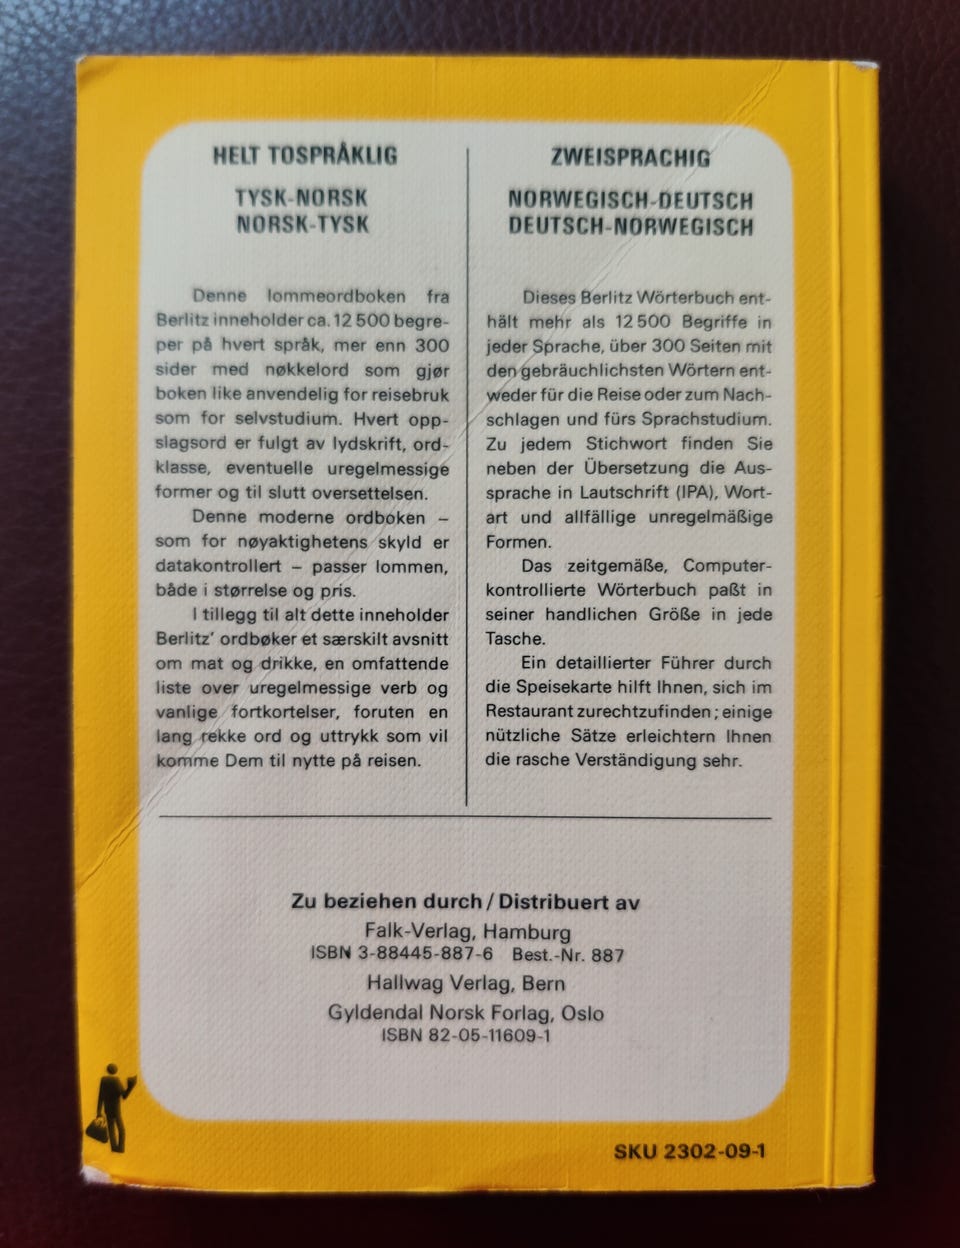 HELT TOSPRÅKLIG
TYSK-NORSK
NORSK-TYSK
Denne lommeordboken fra
Berlitz inneholder ca. 12 500 begre-
per på hvert språk, mer enn 300
sider med nøkkelord som gjør
boken like anvendelig for reisebruk
som for selvstudium. Hvert opp-
slagsord er fulgt av lydskrift, ord-
klasse, eventuelle uregelmessige
former og til slutt oversettelsen.
Denne moderne ordboken –
som for nøyaktighetens skyld er
datakontrollert – passer lommen,
både i størrelse og pris.
I tillegg til alt dette inneholder
Berlitz' ordbøker et særskilt avsnitt
om mat og drikke, en omfattende
liste over uregelmessige verb og
vanlige fortkortelser, foruten en
lang rekke ord og uttrykk som vil
komme Dem til nytte på reisen.
ZWEISPRACHIG
NORWEGISCH-DEUTSCH
DEUTSCH-NORWEGISCH
Dieses Berlitz Wörterbuch ent-
hält mehr als 12 500 Begriffe in
jeder Sprache, über 300 Seiten mit
den gebräuchlichsten Wörtern ent-
weder für die Reise oder zum Nach-
schlagen und fürs Sprachstudium.
Zu jedem Stichwort finden Sie
neben der Übersetzung die Aus-
sprache in Lautschrift (IPA), Wort-
art und allfällige unregelmäßige
Formen.
Das zeitgemäße, Computer-
kontrollierte Wörterbuch paßt in
seiner handlichen Größe in jede
Tasche.
Ein detaillierter Führer durch
die Speisekarte hilft Ihnen, sich im
Restaurant zurechtzufinden; einige
nützliche Sätze erleichtern Ihnen
die rasche Verständigung sehr.
Zu beziehen durch / Distribuert av
Falk-Verlag, Hamburg
ISBN 3-88445-887-6 Best.-Nr. 887
Hallwag Verlag, Bern
Gyldendal Norsk Forlag, Oslo
ISBN 82-05-11609-1
SKU 2302-09-1